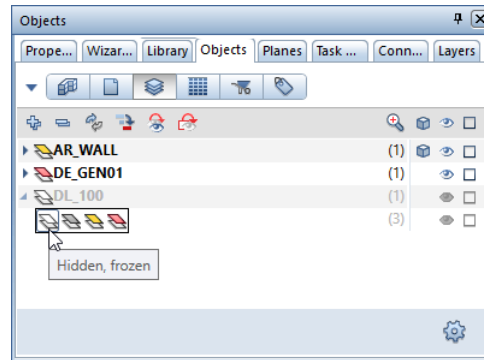 Objects
Prope... Wizar... Library Objects Planes Task ... Conn... Layers
AR_WALL (1)
DE_GEN01 (1)
DL_100 (1)
(3)
Hidden, frozen